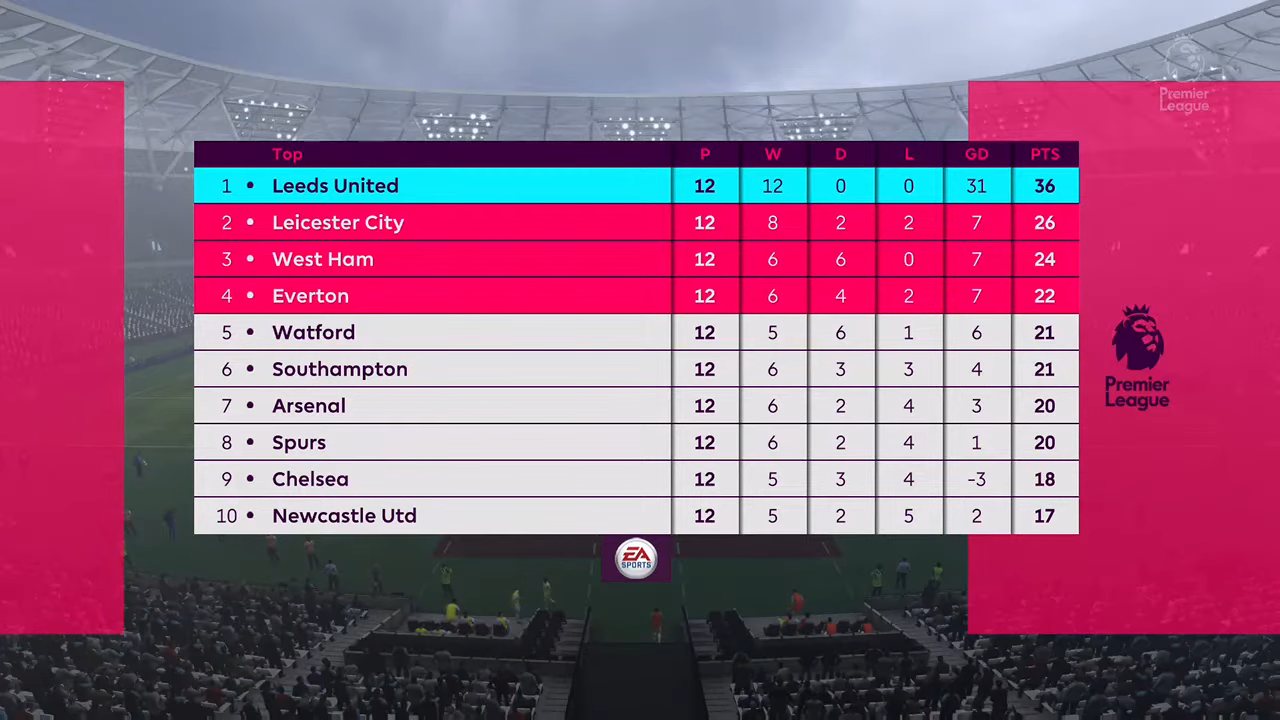 Premier
League
Top P W D L GD PTS
1 • Leeds United 12 12 0 0 31 36
2 • Leicester City 12 8 2 2 7 26
3 • West Ham 12 6 6 0 7 24
4 • Everton 12 6 4 2 7 22
5 • Watford 12 5 6 1 6 21
6 • Southampton 12 6 3 3 4 21
7 • Arsenal 12 6 2 4 3 20
8 • Spurs 12 6 2 4 1 20
9 • Chelsea 12 5 3 4 -3 18
10 • Newcastle Utd 12 5 2 5 2 17
Premier
League
EA
SPORTS